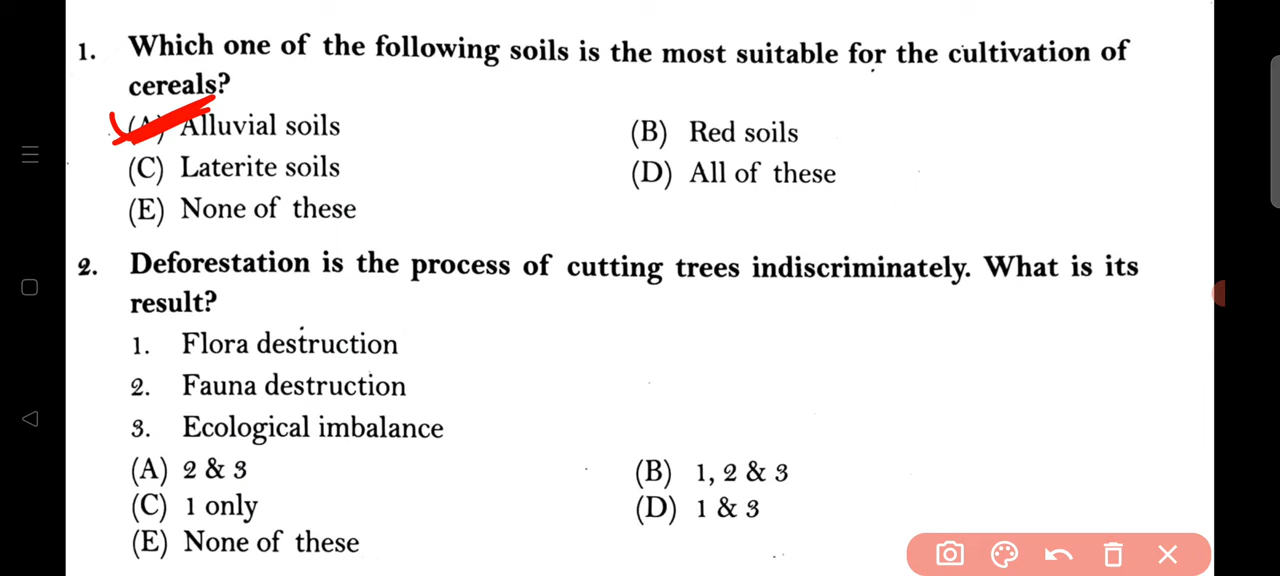 1. Which one of the following soils is the most suitable for the cultivation of
cereals?
(A) Alluvial soils (B) Red soils
(C) Laterite soils (D) All of these
(E) None of these
2. Deforestation is the process of cutting trees indiscriminately. What is its
result?
1. Flora destruction
2. Fauna destruction
3. Ecological imbalance
(A) 2 & 3 (B) 1, 2 & 3
(C) 1 only (D) 1 & 3
(E) None of these